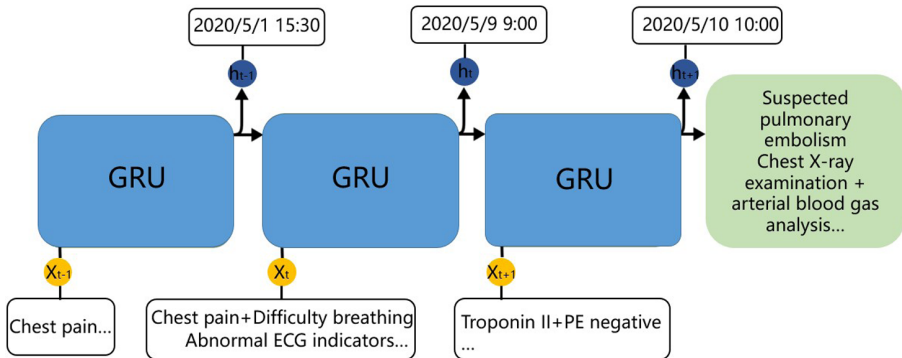 2020/5/1 15:30
2020/5/9 9:00
2020/5/10 10:00
ht-1
ht
ht+1
GRU
GRU
GRU
Suspected
pulmonary
embolism
Chest X-ray
examination +
arterial blood gas
analysis...
Xt-1
Xt
Xt+1
Chest pain...
Chest pain+Difficulty breathing
Abnormal ECG indicators...
Troponin II+PE negative
...